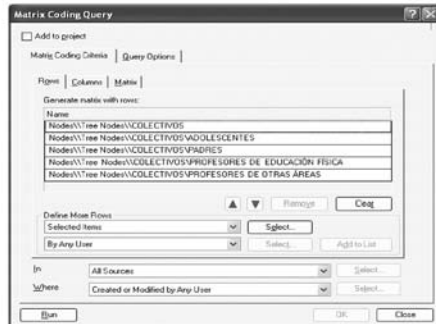 Matrix Coding Query
Add to project
Matrix Coding Criteria Query Options
Rows Columns Matrix
Generate matrix with rows:
Name
Nodes\\Tree Nodes\\COLECTIVOS
Nodes\\Tree Nodes\\COLECTIVOS\ADOLESCENTES
Nodes\\Tree Nodes\\COLECTIVOS\PADRES
Nodes\\Tree Nodes\\COLECTIVOS\PROFESORES DE EDUCACIÓN FÍSICA
Nodes\\Tree Nodes\\COLECTIVOS\PROFESORES DE OTRAS ÁREAS
Remove Clear
Define More Rows
Selected Items Select...
By Any User Select... Add to List
In All Sources Select...
Where Created or Modified by Any User Select...
Run OK Close